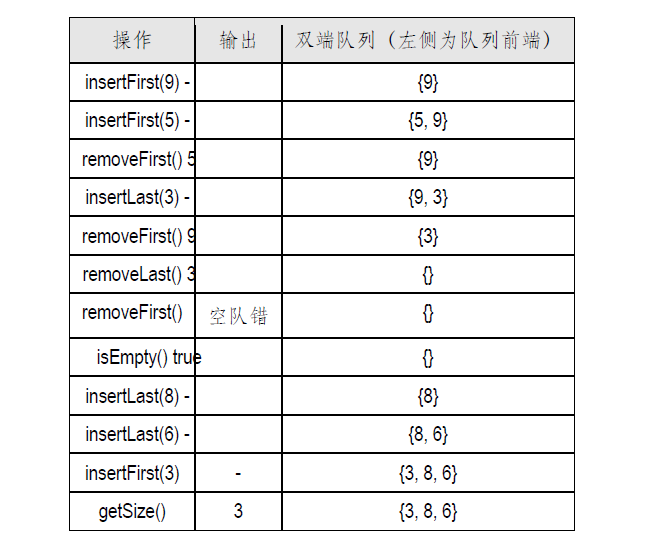 操作 输出 双端队列（左侧为队列前端）
insertFirst(9) - {9}
insertFirst(5) - {5, 9}
removeFirst() 5 {9}
insertLast(3) - {9, 3}
removeFirst() 9 {3}
removeLast() 3 {}
removeFirst() 空队错 {}
isEmpty() true {}
insertLast(8) - {8}
insertLast(6) - {8, 6}
insertFirst(3) - {3, 8, 6}
getSize() 3 {3, 8, 6}